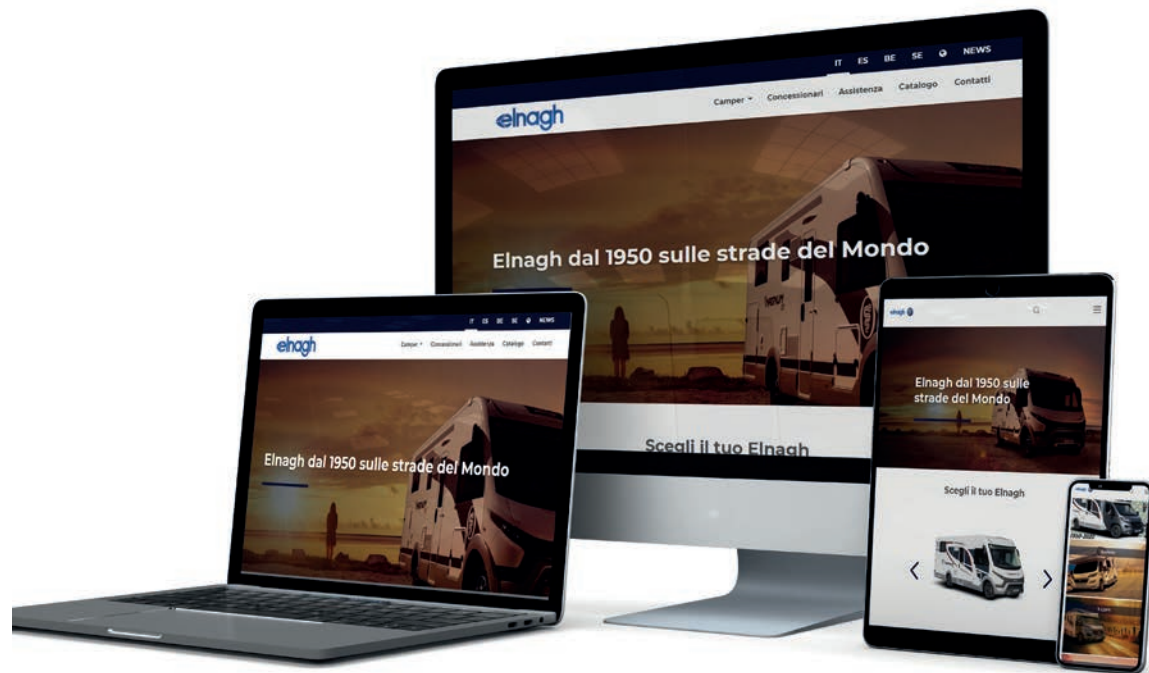 IT ES BE SE NEWS
elnagh
Camper Concessionari Assistenza Catalogo Contatti
Elnagh dal 1950 sulle strade del Mondo
Scegli il tuo Elnagh
IT ES BE SE NEWS
elnagh
Camper Concessionari Assistenza Catalogo Contatti
Elnagh dal 1950 sulle strade del Mondo
elnagh
Elnagh dal 1950 sulle
strade del Mondo
Scegli il tuo Elnagh